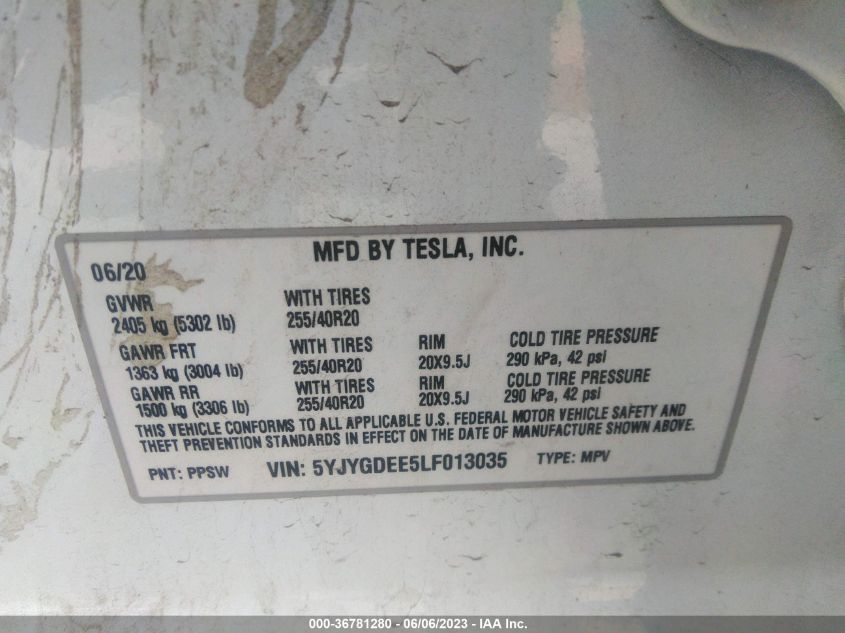 MFD BY TESLA, INC.
06/20
GVWR WITH TIRES
2405 kg (5302 lb) 255/40R20
GAWR FRT WITH TIRES RIM COLD TIRE PRESSURE
1363 kg (3004 lb) 255/40R20 20X9.5J 290 kPa, 42 psi
GAWR RR WITH TIRES RIM COLD TIRE PRESSURE
1500 kg (3306 lb) 255/40R20 20X9.5J 290 kPa, 42 psi
THIS VEHICLE CONFORMS TO ALL APPLICABLE U.S. FEDERAL MOTOR VEHICLE SAFETY AND
THEFT PREVENTION STANDARDS IN EFFECT ON THE DATE OF MANUFACTURE SHOWN ABOVE.
PNT: PPSW VIN: 5YJYGDEE5LF013035 TYPE: MPV
000-36781280 - 06/06/2023 - IAA Inc.